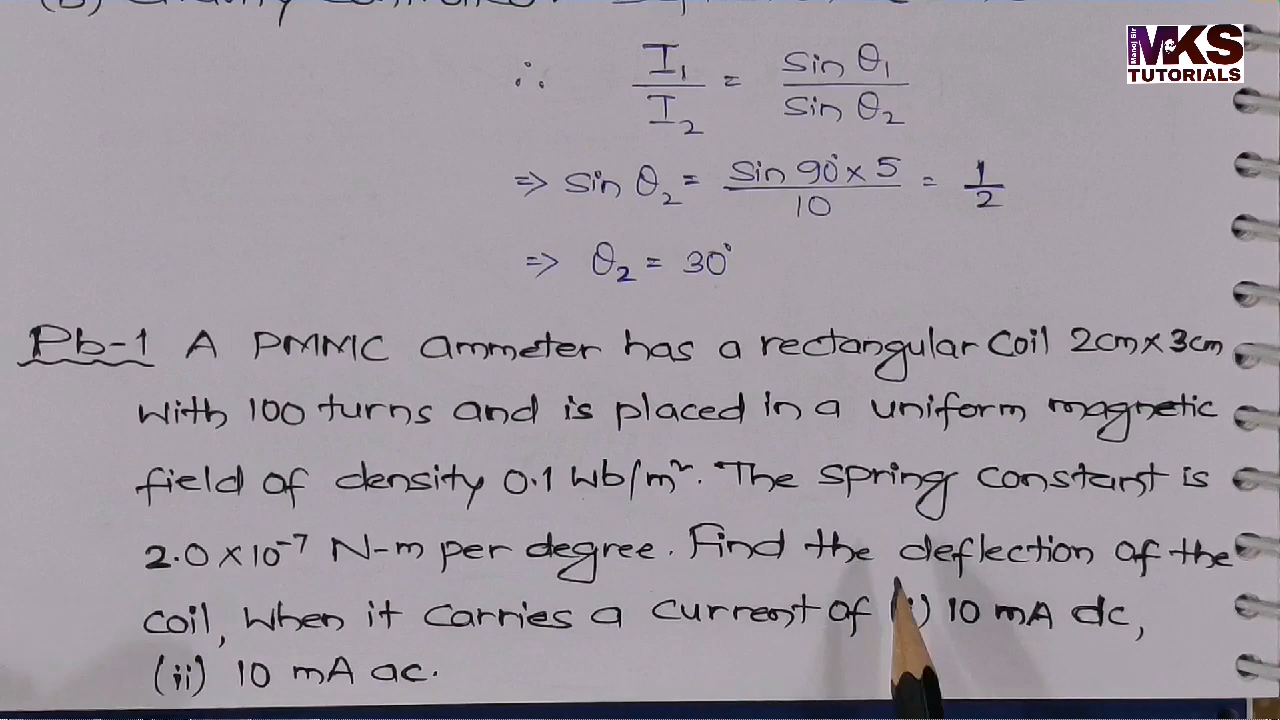 Manoj Sir
MKS
TUTORIALS
∴ I₁/I₂ = sin θ₁/sin θ₂
⇒ sin θ₂ = sin 90° × 5/10 = 1/2
⇒ θ₂ = 30°
Pb-1 A PMMC ammeter has a rectangular coil 2cm × 3cm
with 100 turns and is placed in a uniform magnetic
field of density 0.1 wb/m². The spring constant is
2.0 × 10⁻⁷ N-m per degree. Find the deflection of the
coil, when it carries a current of (i) 10 mA dc,
(ii) 10 mA ac.